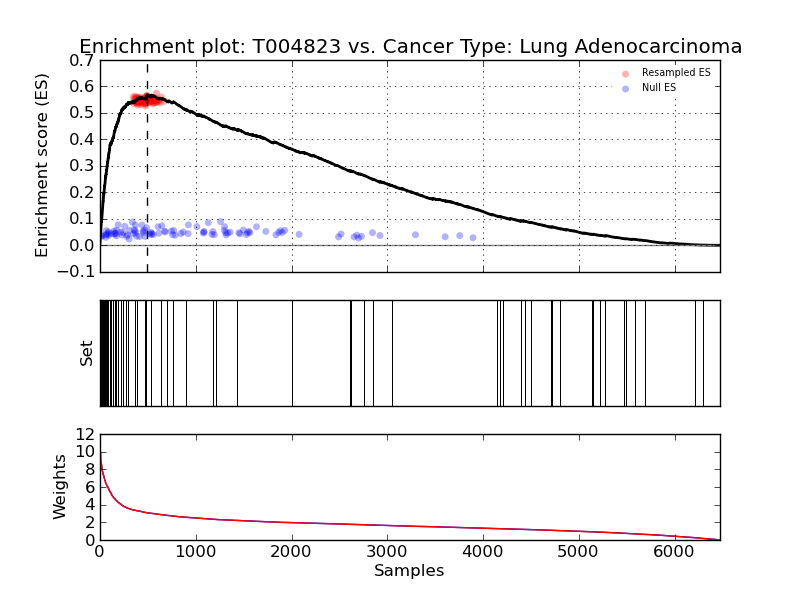 Enrichment plot: T004823 vs. Cancer Type: Lung Adenocarcinoma
0.7
0.6
0.5
0.4
0.3
0.2
0.1
0.0
−0.1
Enrichment score (ES)
Resampled ES
Null ES
Set
12
10
8
6
4
2
0
Weights
0 1000 2000 3000 4000 5000 6000
Samples